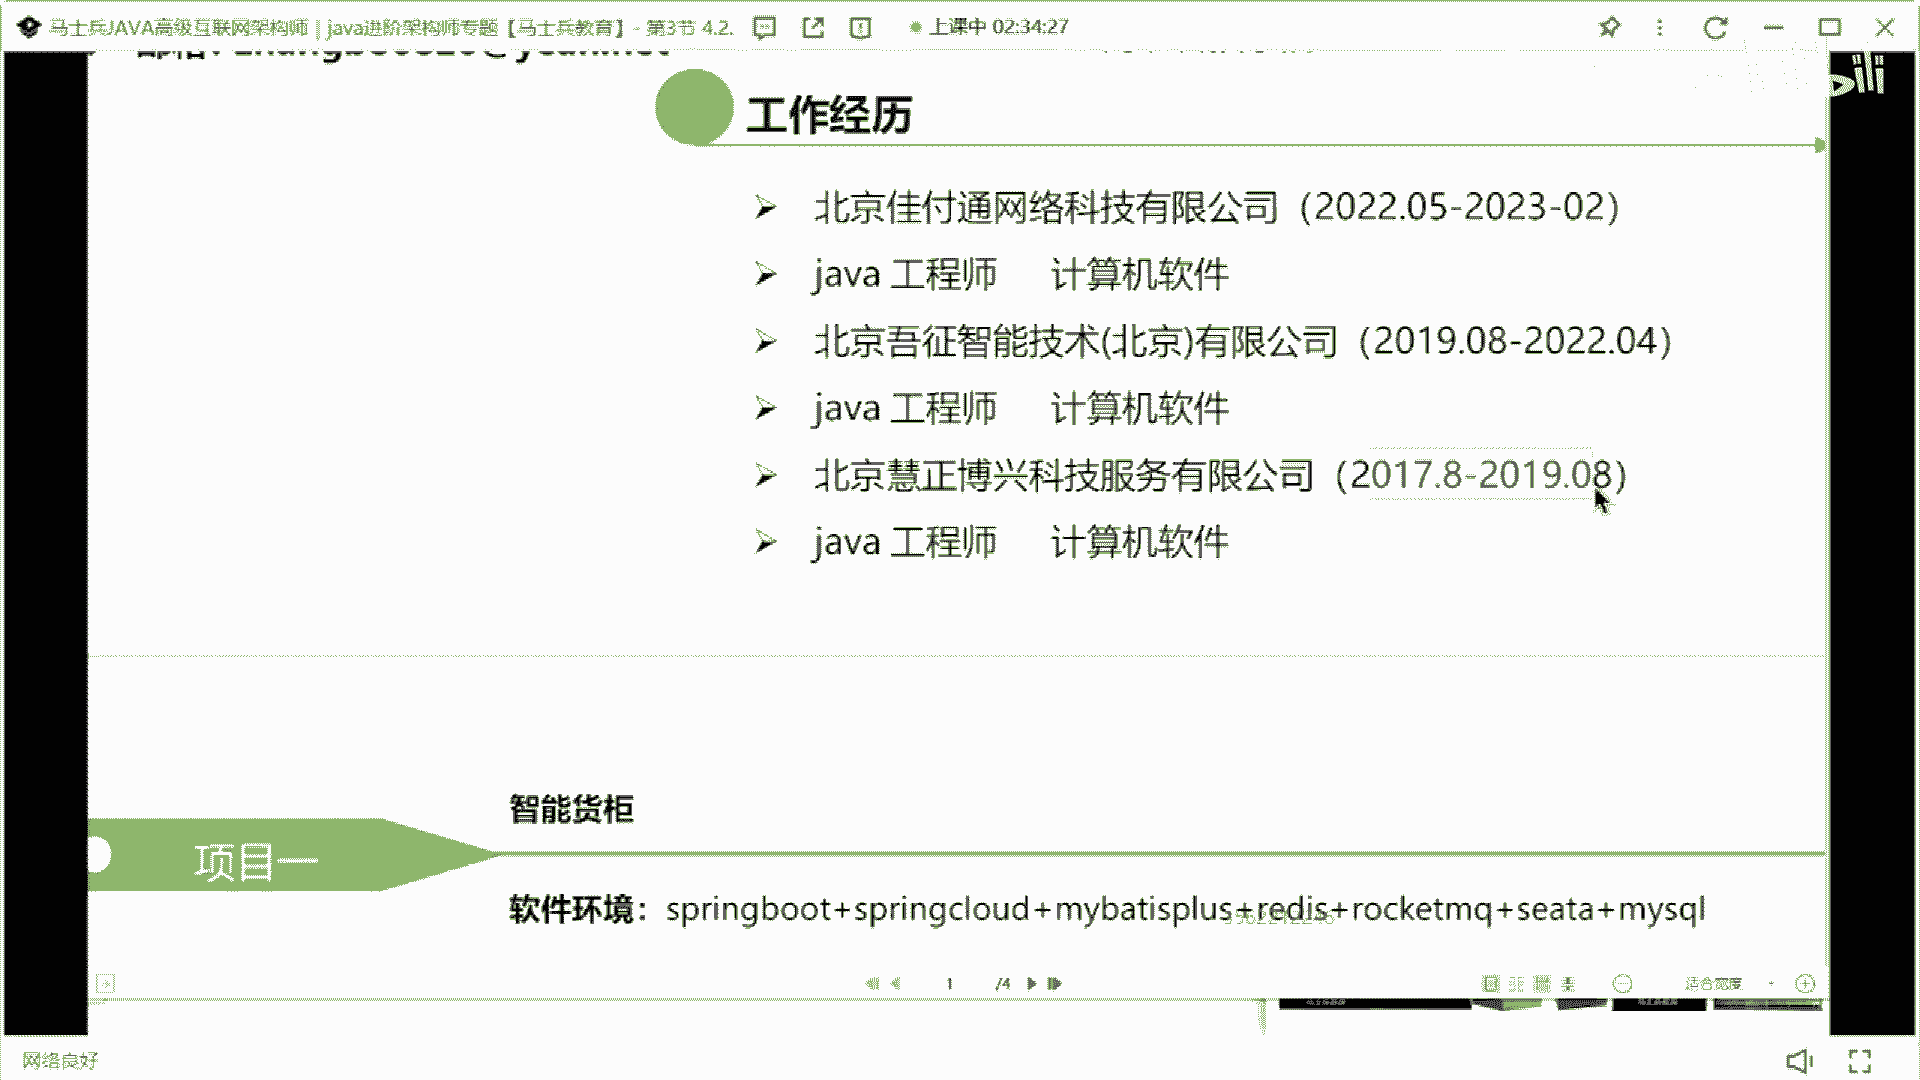 马士兵JAVA高级互联网架构师 | java进阶架构师专题【马士兵教育】 - 第3节 4.2.
上课中 02:34:27
工作经历
北京佳付通网络科技有限公司（2022.05-2023-02）
java 工程师 计算机软件
北京吾征智能技术(北京)有限公司（2019.08-2022.04）
java 工程师 计算机软件
北京慧正博兴科技服务有限公司（2017.8-2019.08）
java 工程师 计算机软件
智能货柜
项目一
软件环境：springboot+springcloud+mybatisplus+redis+rocketmq+seata+mysql
1 /4
适合宽度
网络良好